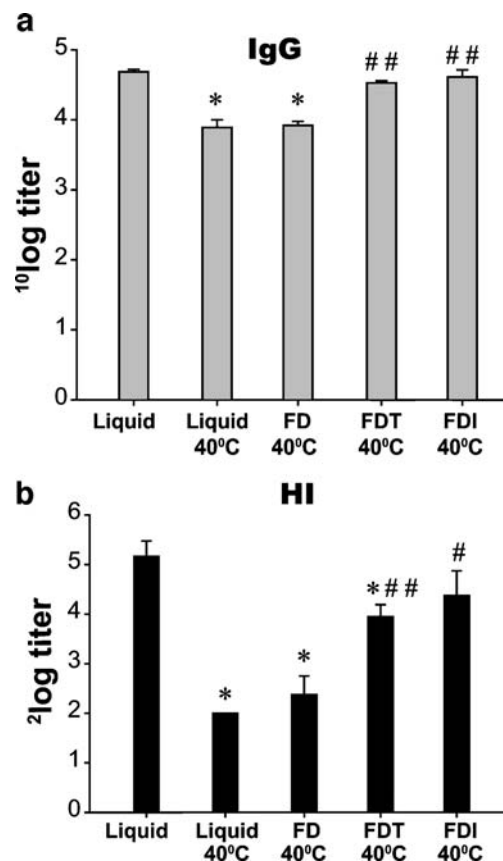 a
IgG
¹⁰log titer
5
4
3
2
1
0
* * ## ##
Liquid Liquid 40⁰C FD 40⁰C FDT 40⁰C FDI 40⁰C
b
HI
²log titer
6
5
4
3
2
1
0
* * *## #
Liquid Liquid 40⁰C FD 40⁰C FDT 40⁰C FDI 40⁰C